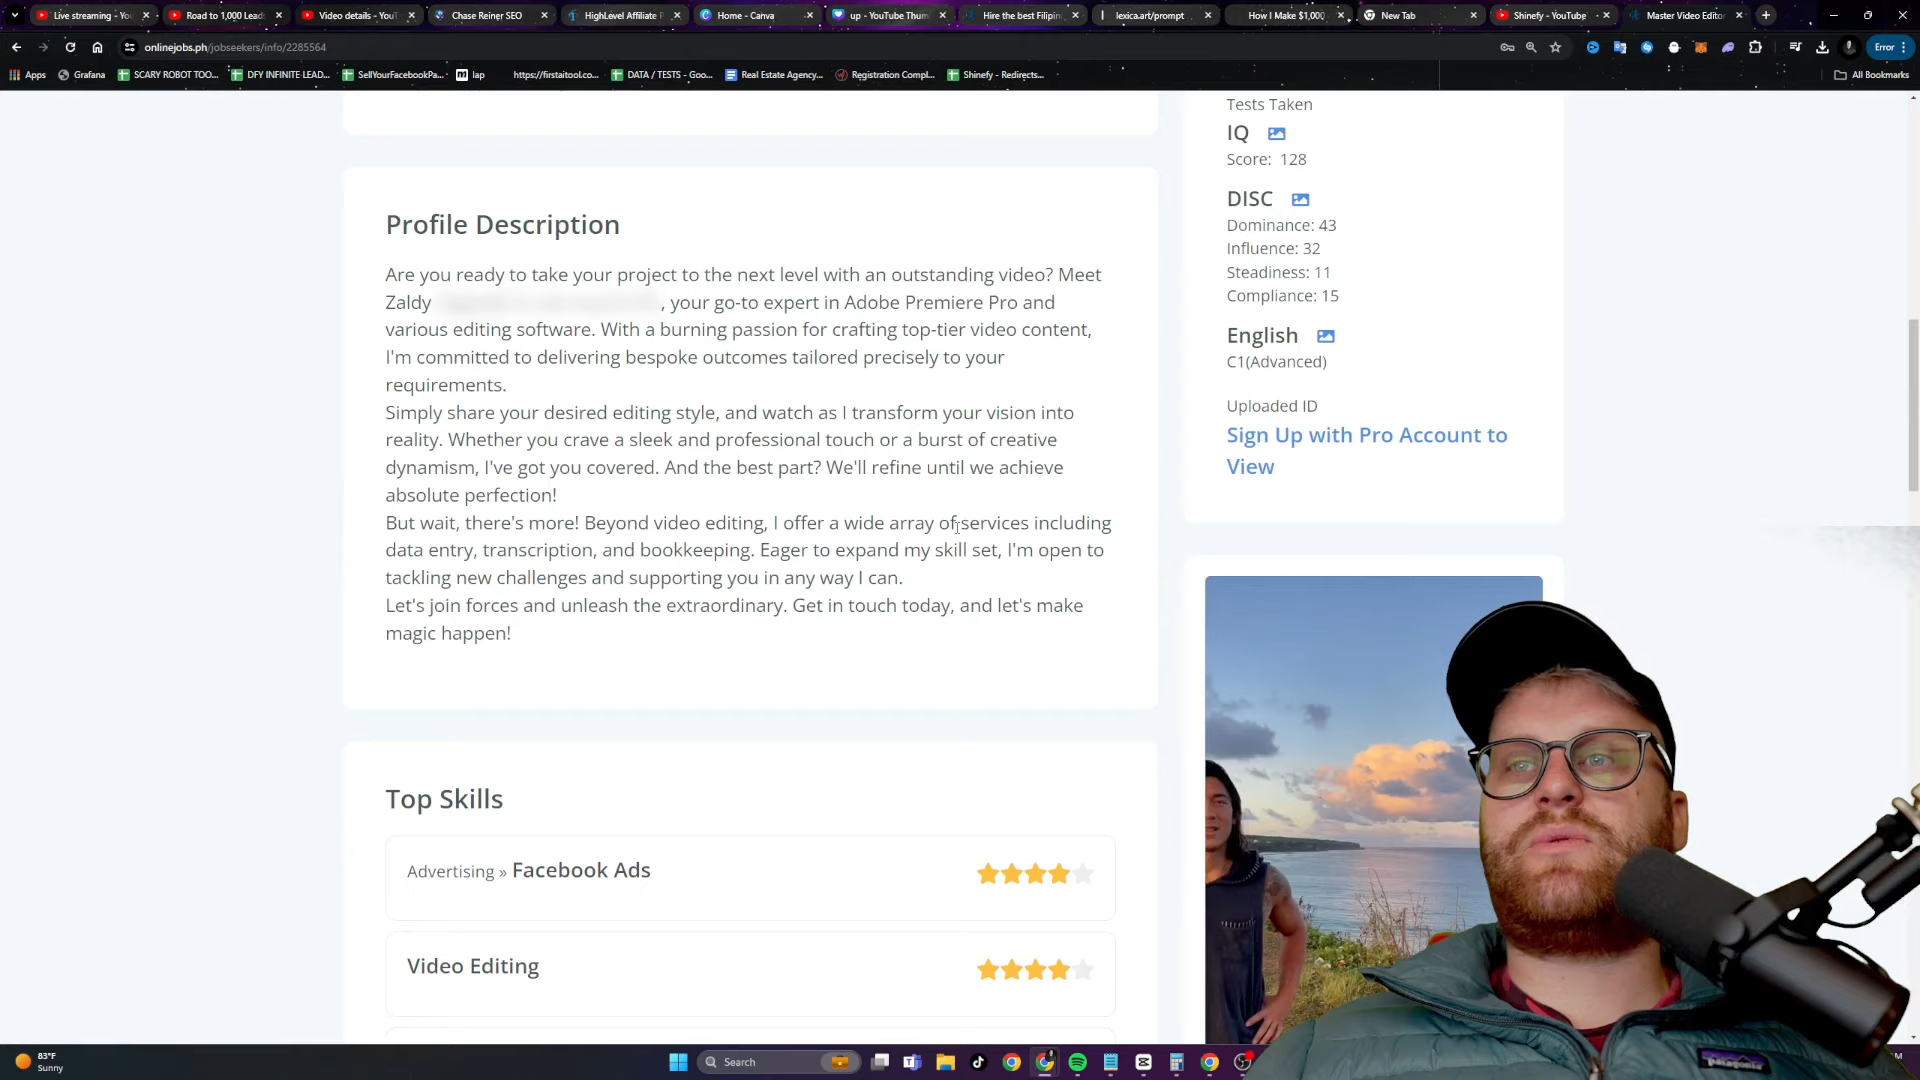 Live streaming - You
Road to 1,000 Lead
Video details - YouT
Chase Reiner SEO
HighLevel Affiliate P
Home - Canva
up - YouTube Thum
Hire the best Filipin
lexica.art/prompt
How I Make $1,000
New Tab
Shinefy - YouTube
Master Video Editor
onlinejobs.ph/jobseekers/info/2285564
Error
Apps
Grafana
SCARY ROBOT TOO...
DFY INFINITE LEAD...
SellYourFacebookPa...
lap
https://firstaitool.co...
DATA / TESTS - Goo...
Real Estate Agency...
Registration Compl...
Shinefy - Redirects...
All Bookmarks
Profile Description
Are you ready to take your project to the next level with an outstanding video? Meet
Zaldy , your go-to expert in Adobe Premiere Pro and
various editing software. With a burning passion for crafting top-tier video content,
I'm committed to delivering bespoke outcomes tailored precisely to your
requirements.
Simply share your desired editing style, and watch as I transform your vision into
reality. Whether you crave a sleek and professional touch or a burst of creative
dynamism, I've got you covered. And the best part? We'll refine until we achieve
absolute perfection!
But wait, there's more! Beyond video editing, I offer a wide array of services including
data entry, transcription, and bookkeeping. Eager to expand my skill set, I'm open to
tackling new challenges and supporting you in any way I can.
Let's join forces and unleash the extraordinary. Get in touch today, and let's make
magic happen!
Top Skills
Advertising » Facebook Ads
Video Editing
Tests Taken
IQ
Score: 128
DISC
Dominance: 43
Influence: 32
Steadiness: 11
Compliance: 15
English
C1(Advanced)
Uploaded ID
Sign Up with Pro Account to
View
patagonia
83°F
Sunny
Search